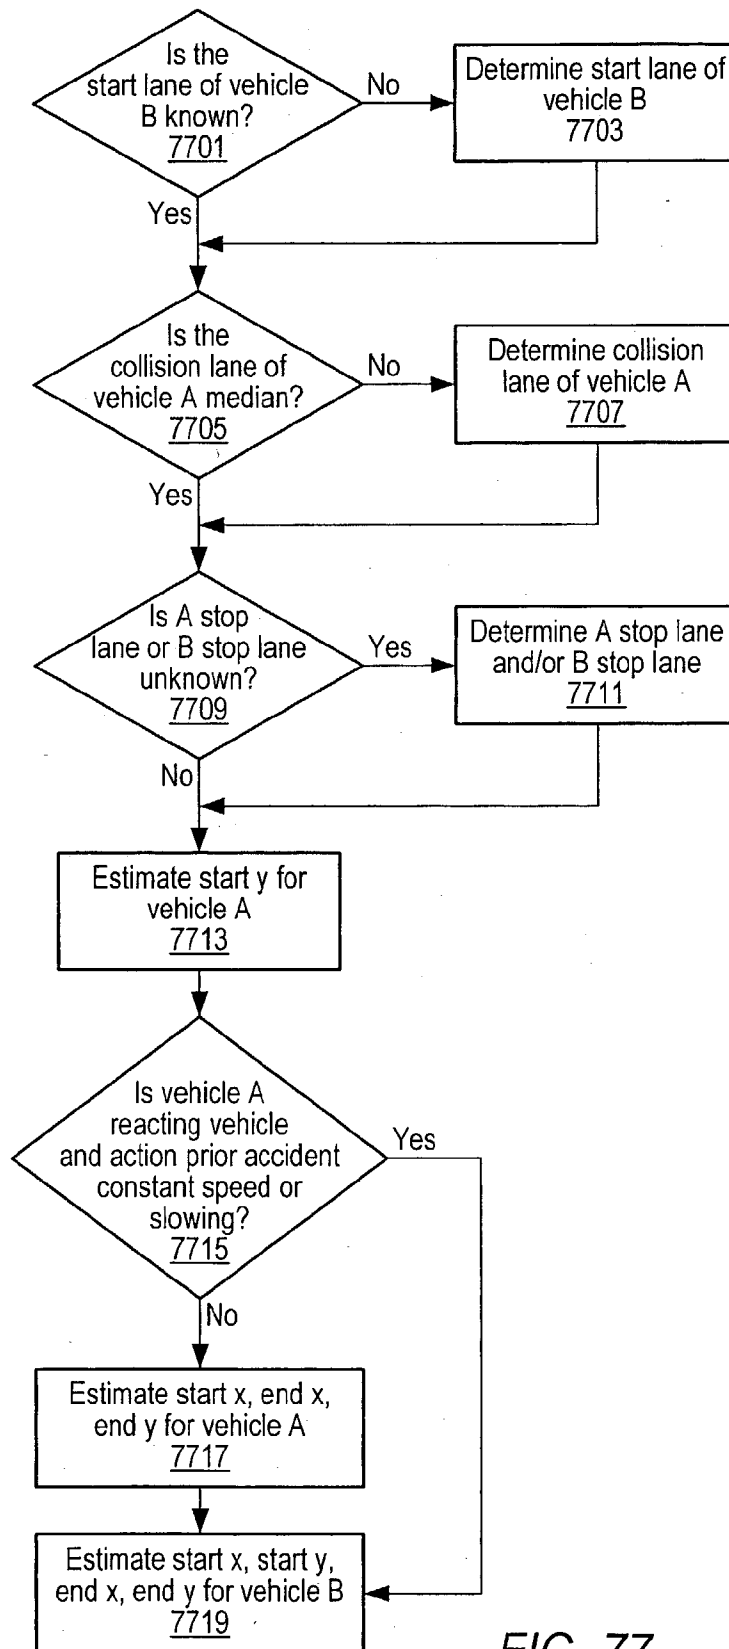 Is the
start lane of vehicle
B known?
7701
No
Determine start lane of
vehicle B
7703
Yes
Is the
collision lane of
vehicle A median?
7705
No
Determine collision
lane of vehicle A
7707
Yes
Is A stop
lane or B stop lane
unknown?
7709
Yes
Determine A stop lane
and/or B stop lane
7711
No
Estimate start y for
vehicle A
7713
Is vehicle A
reacting vehicle
and action prior accident
constant speed or
slowing?
7715
Yes
No
Estimate start x, end x,
end y for vehicle A
7717
Estimate start x, start y,
end x, end y for vehicle B
7719
FIG. 77